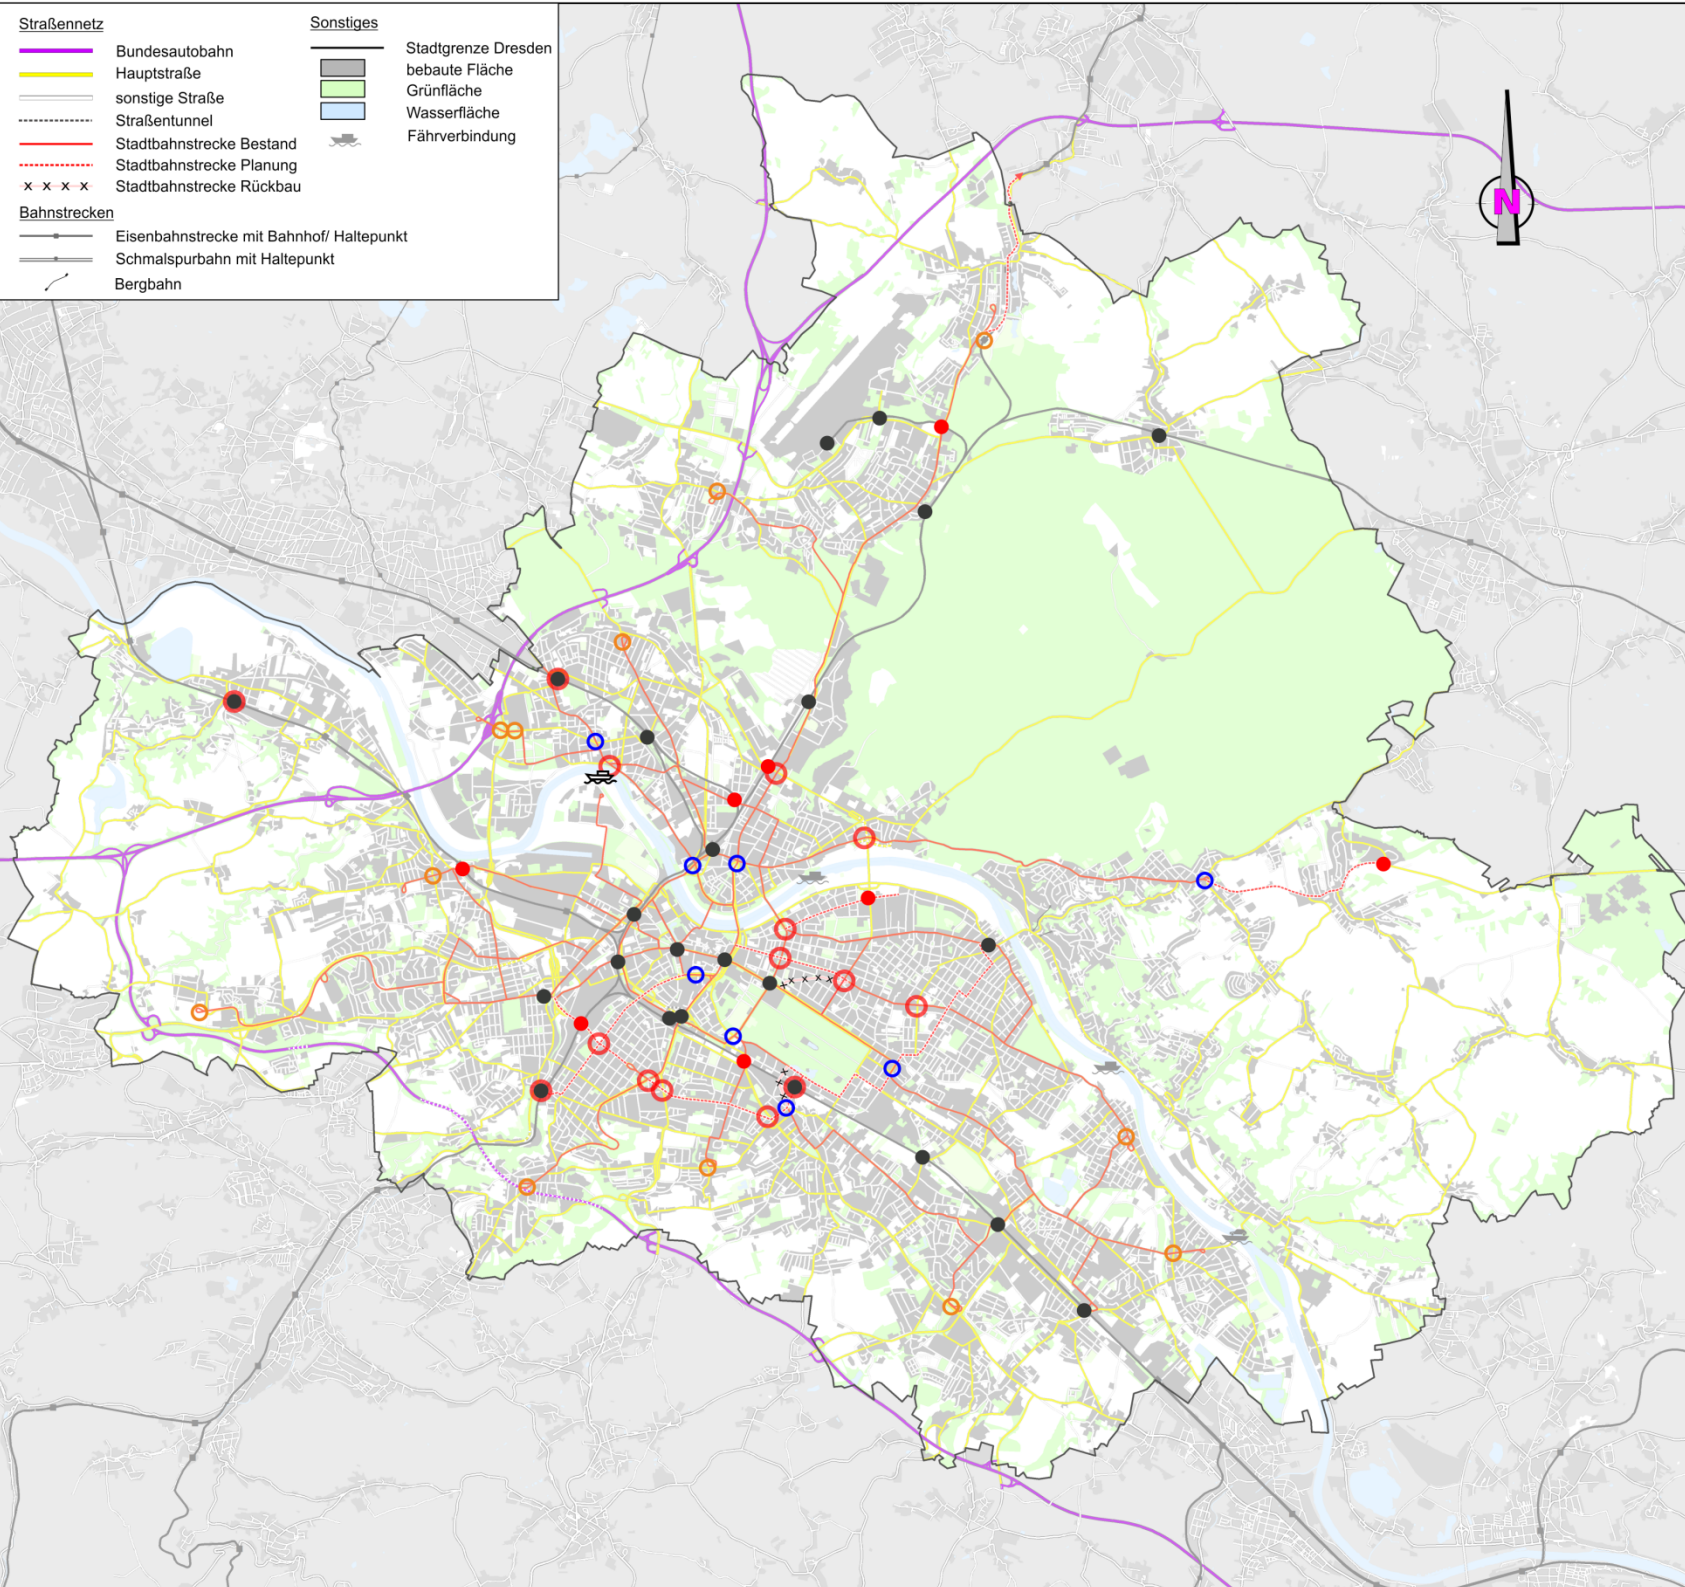 Straßennetz
Bundesautobahn
Hauptstraße
sonstige Straße
Straßentunnel
Stadtbahnstrecke Bestand
Stadtbahnstrecke Planung
x x x x Stadtbahnstrecke Rückbau
Bahnstrecken
Eisenbahnstrecke mit Bahnhof/ Haltepunkt
Schmalspurbahn mit Haltepunkt
Bergbahn
Sonstiges
Stadtgrenze Dresden
bebaute Fläche
Grünfläche
Wasserfläche
Fährverbindung
N